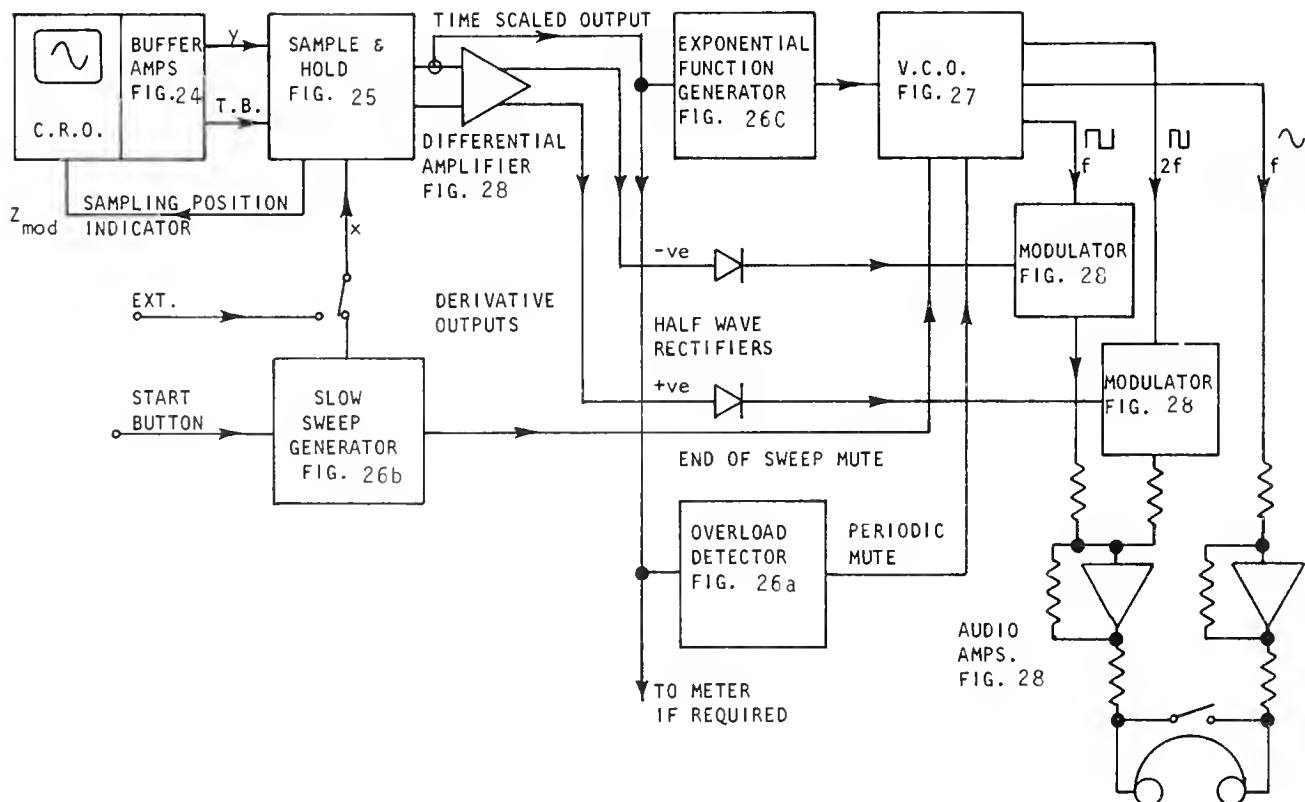 TIME SCALED OUTPUT
BUFFER
AMPS
FIG.24
C.R.O.
y
T.B.
SAMPLE &
HOLD
FIG. 25
DIFFERENTIAL
AMPLIFIER
FIG. 28
EXPONENTIAL
FUNCTION
GENERATOR
FIG. 26C
V.C.O.
FIG. 27
f
2f
f
Zmod
SAMPLING POSITION
INDICATOR
x
-ve
MODULATOR
FIG. 28
EXT.
DERIVATIVE
OUTPUTS
HALF WAVE
RECTIFIERS
START
BUTTON
SLOW
SWEEP
GENERATOR
FIG. 26b
+ve
MODULATOR
FIG. 28
END OF SWEEP MUTE
OVERLOAD
DETECTOR
FIG. 26a
PERIODIC
MUTE
AUDIO
AMPS.
FIG. 28
TO METER
IF REQUIRED